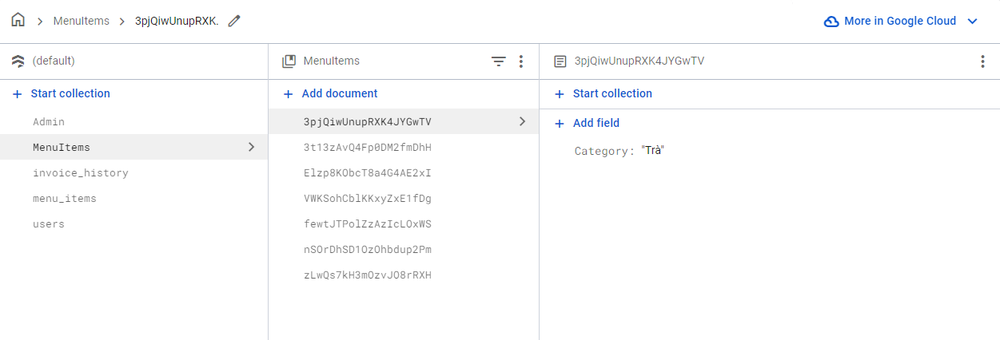 MenuItems
3pjQiwUnupRXK.
More in Google Cloud
(default)
MenuItems
3pjQiwUnupRXK4JYGwTV
Start collection
Add document
Start collection
Admin
3pjQiwUnupRXK4JYGwTV
Add field
MenuItems
3t13zAvQ4Fp0DM2fmDhH
Category: "Trà"
invoice_history
Elzp8KObcT8a4G4AE2xI
menu_items
VWKSohCblKKxyZxE1fDg
users
fewtJTPolZzAzIcLOxWS
nSOrDhSD1OzOhbdup2Pm
zLwQs7kH3mOzvJO8rRXH